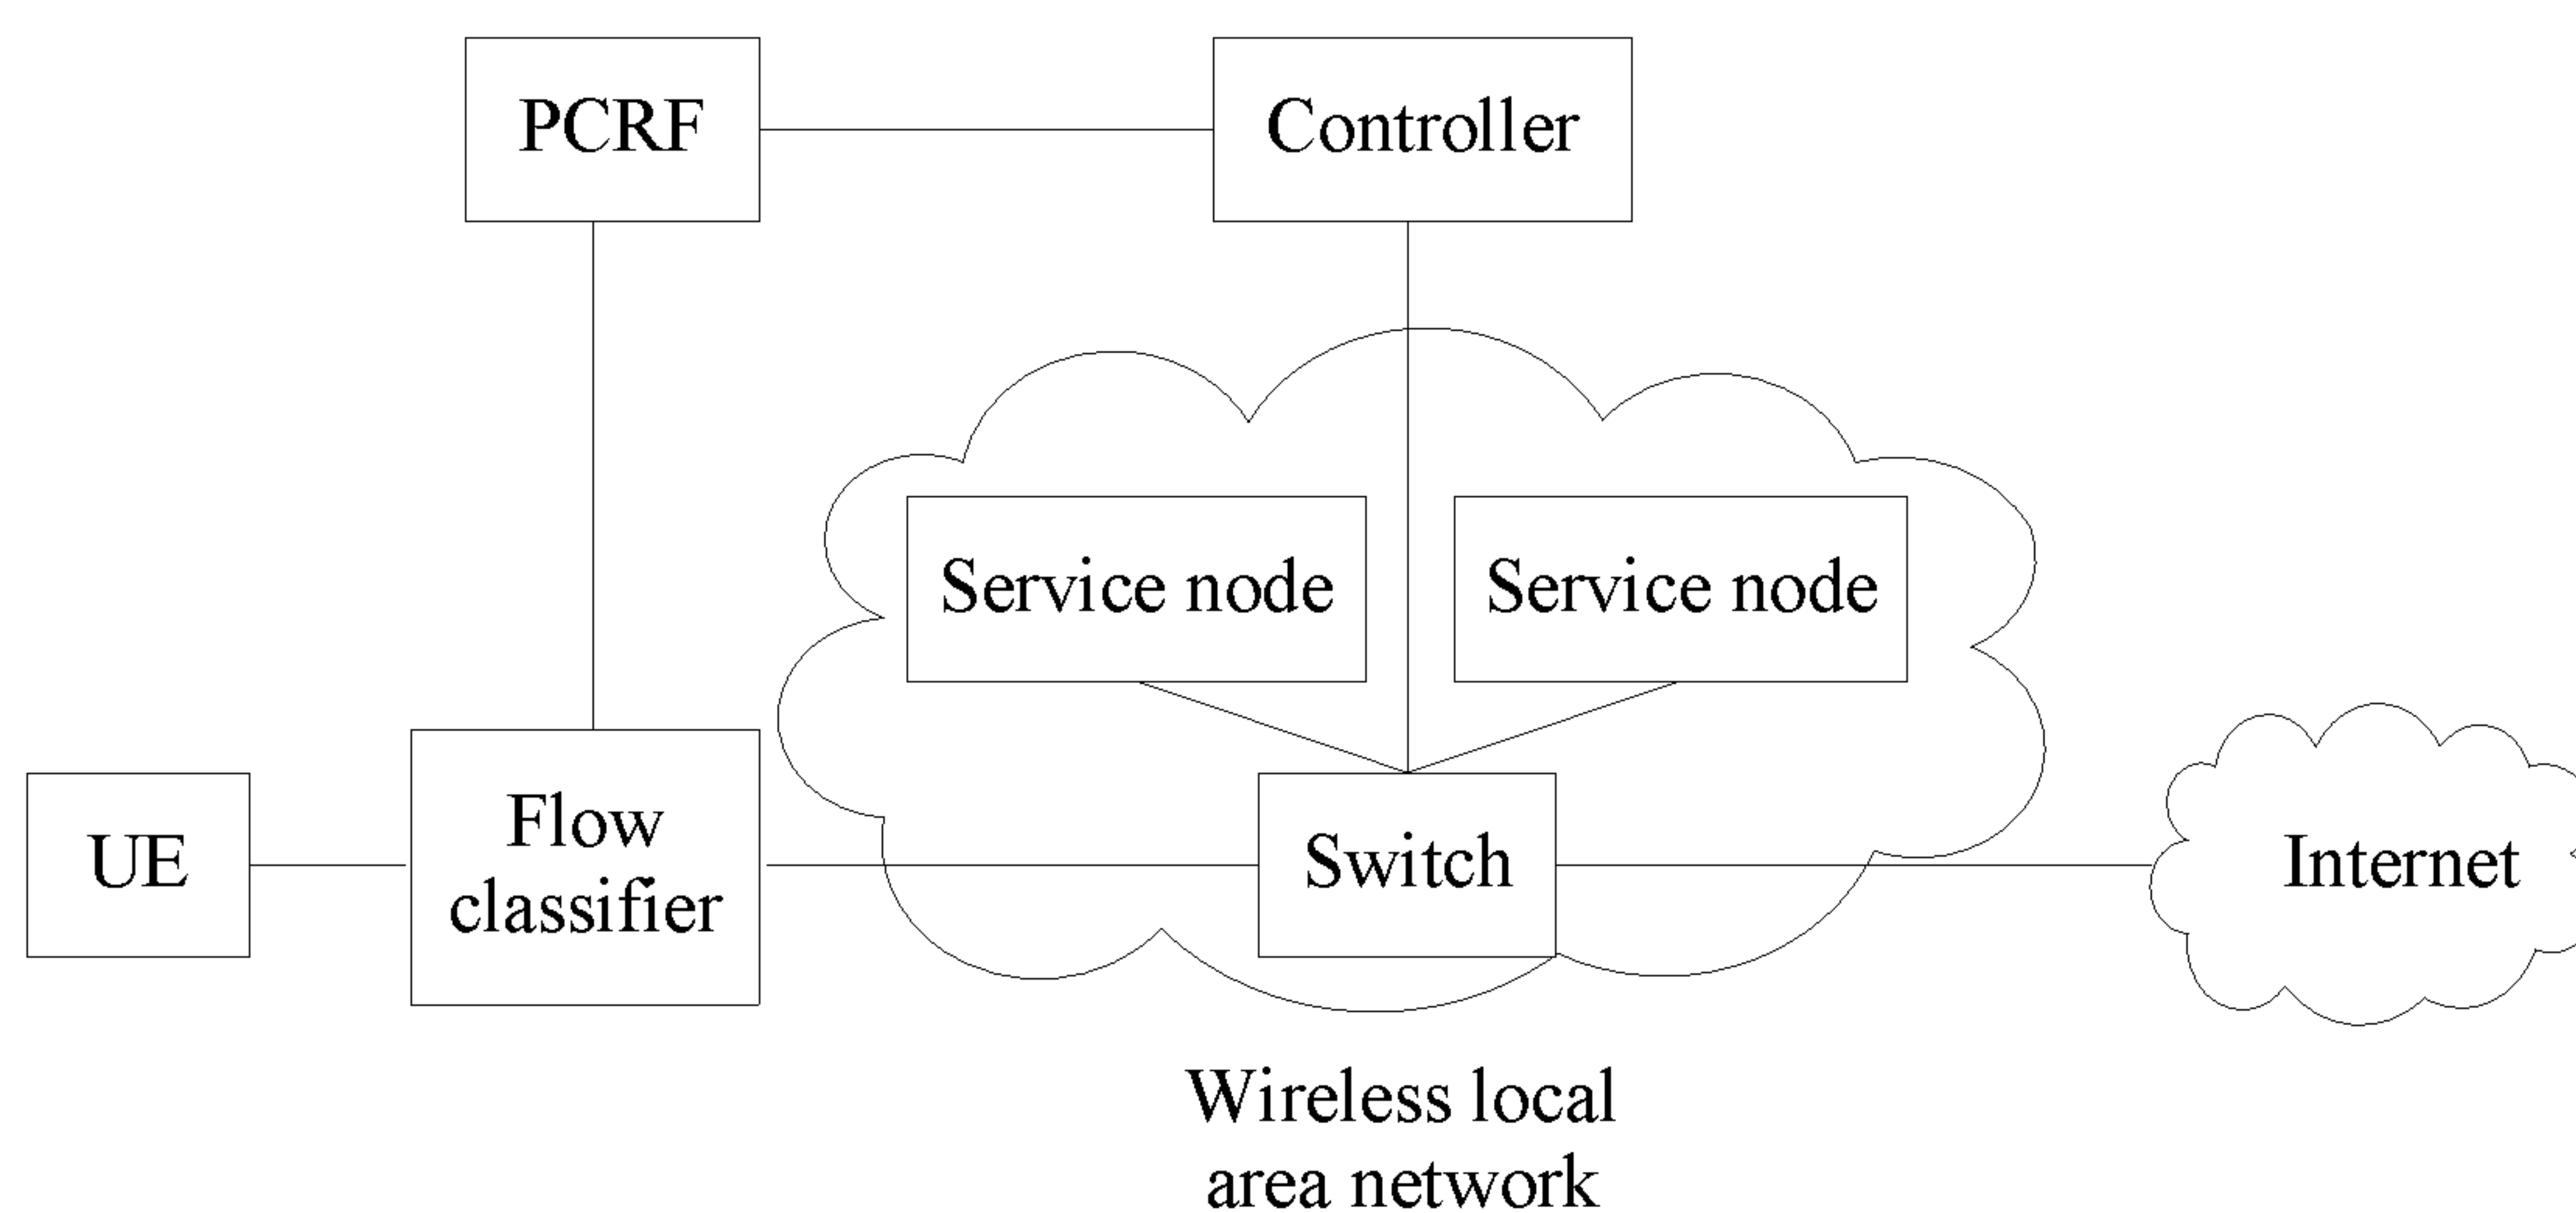 PCRF
Controller
Service node
Service node
UE
Flow
classifier
Switch
Internet
Wireless local
area network